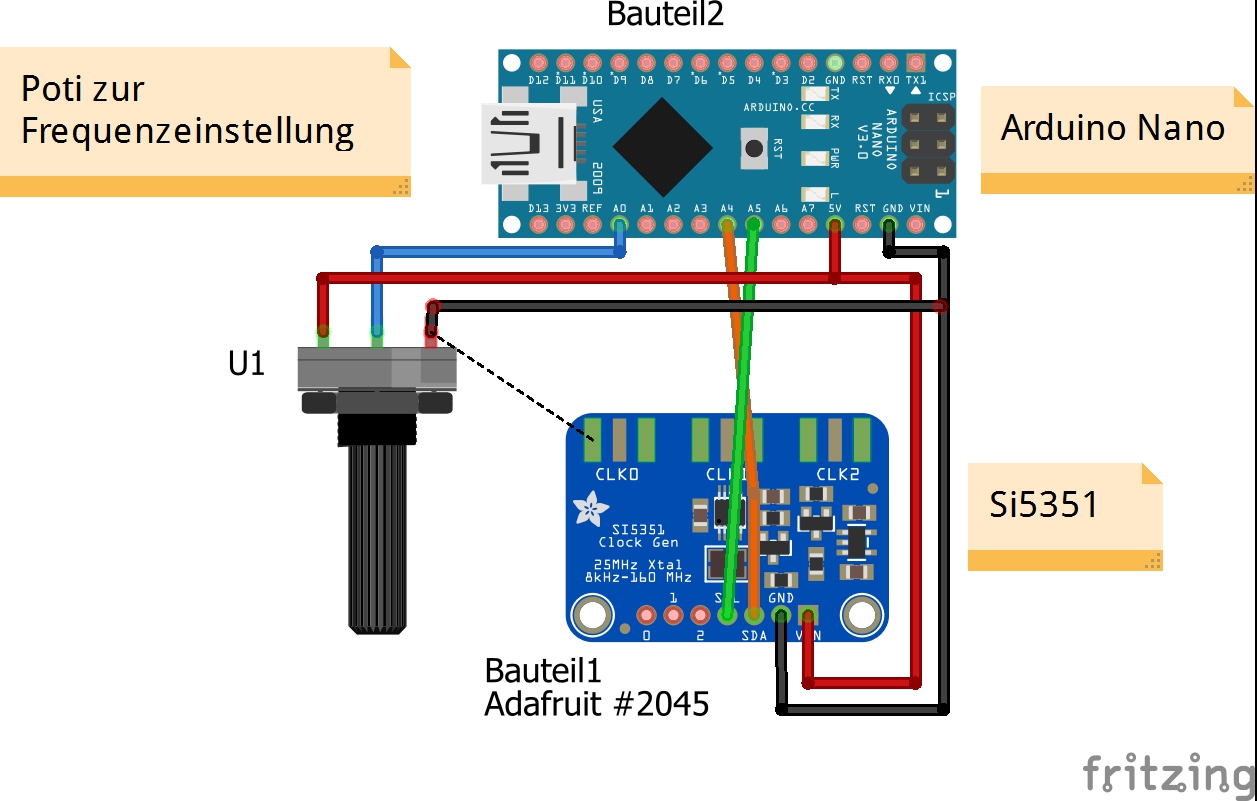 Bauteil2
Poti zur
Frequenzeinstellung
Arduino Nano
D12 D11 D10 D9 D8 D7 D6 D5 D4 D3 D2 GND RST RX0 TX1
ICSP
ARDUINO.CC
TX
RX
PWR
L
RST
ARDUINO
NANO
V3.0
1
USA
2009
D13 3V3 REF A0 A1 A2 A3 A4 A5 A6 A7 5V RST GND VIN
U1
CLK0 CLK1 CLK2
SI5351
Clock Gen
25MHz Xtal
8kHz-160 MHz
Si5351
1 SCL GND
0 2 SDA VIN
Bauteil1
Adafruit #2045
fritzing